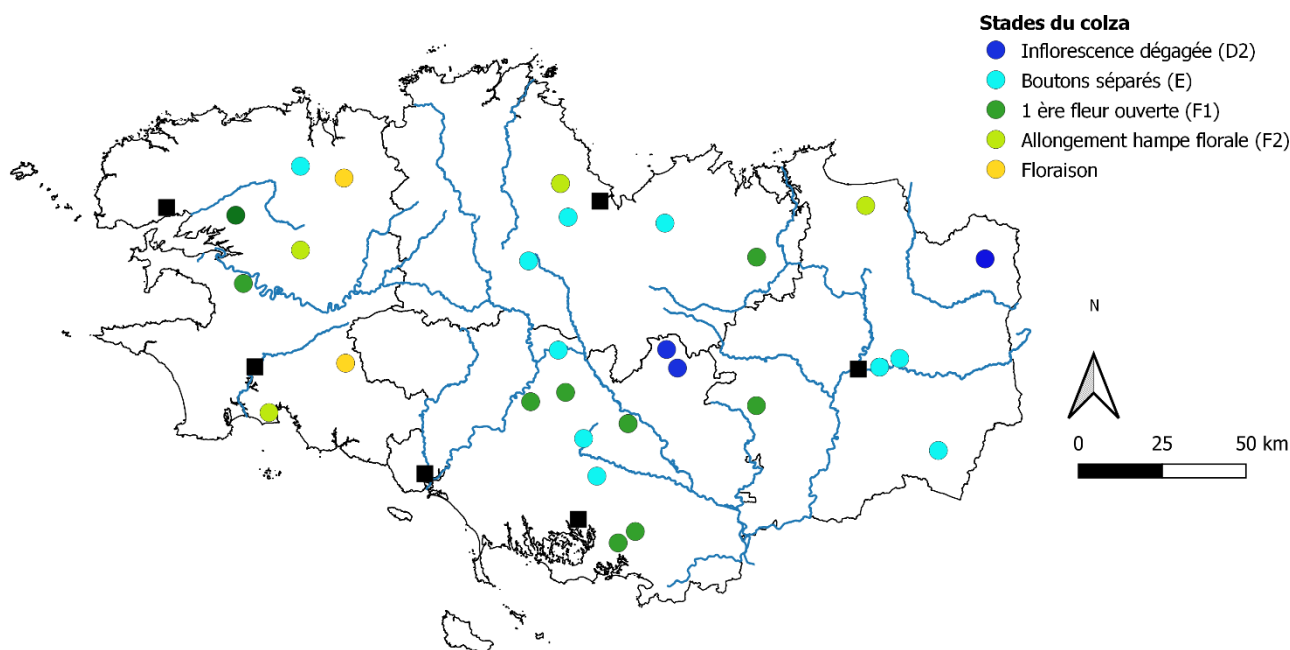 Stades du colza
Inflorescence dégagée (D2)
Boutons séparés (E)
1 ère fleur ouverte (F1)
Allongement hampe florale (F2)
Floraison
N
0 25 50 km